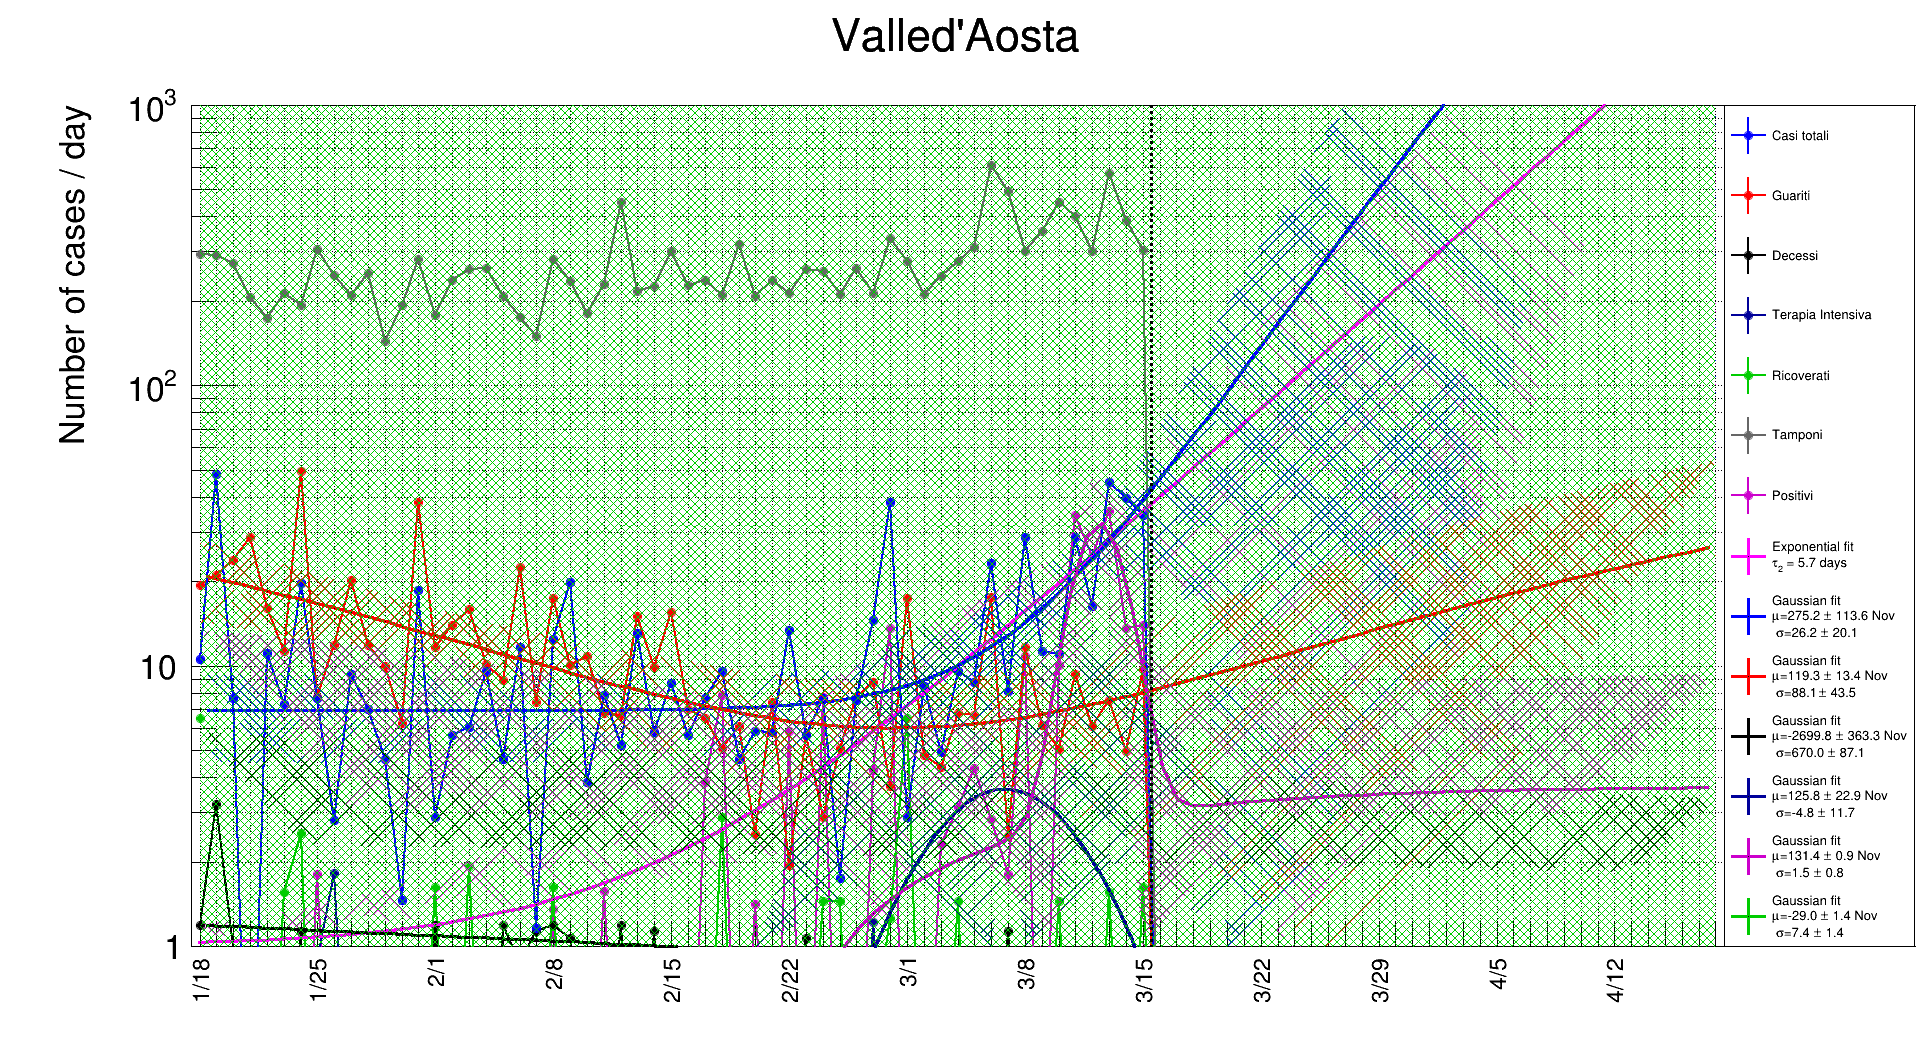 Valled'Aosta
Number of cases / day
10³
10²
10
1
1/18
1/25
2/1
2/8
2/15
2/22
3/1
3/8
3/15
3/22
3/29
4/5
4/12
Casi totali
Guariti
Decessi
Terapia Intensiva
Ricoverati
Tamponi
Positivi
Exponential fit
τ₂ = 5.7 days
Gaussian fit
μ=275.2 ± 113.6 Nov
σ=26.2 ± 20.1
Gaussian fit
μ=119.3 ± 13.4 Nov
σ=88.1 ± 43.5
Gaussian fit
μ=-2699.8 ± 363.3 Nov
σ=670.0 ± 87.1
Gaussian fit
μ=125.8 ± 22.9 Nov
σ=-4.8 ± 11.7
Gaussian fit
μ=131.4 ± 0.9 Nov
σ=1.5 ± 0.8
Gaussian fit
μ=-29.0 ± 1.4 Nov
σ=7.4 ± 1.4